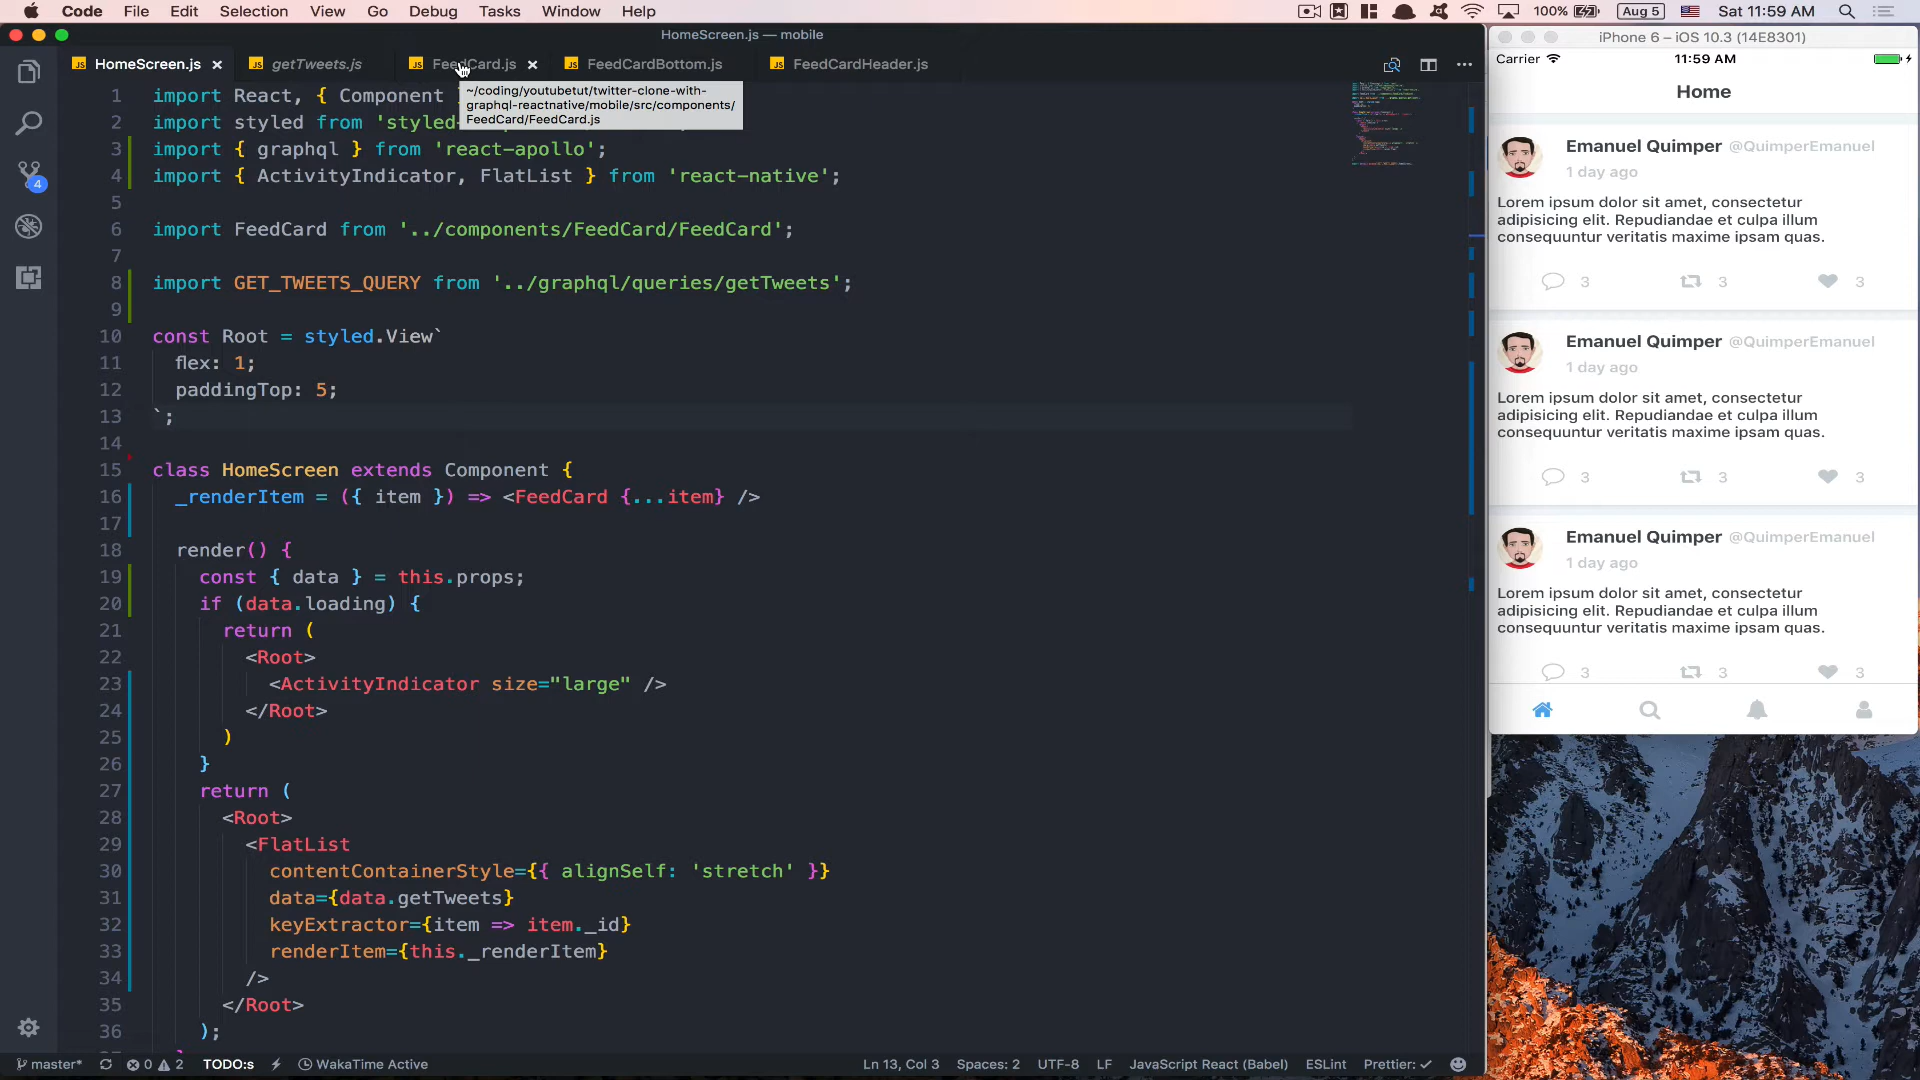 Code File Edit Selection View Go Debug Tasks Window Help
100% Aug 5 Sat 11:59 AM
HomeScreen.js — mobile
JS HomeScreen.js × JS getTweets.js JS FeedCard.js × JS FeedCardBottom.js JS FeedCardHeader.js
~/coding/youtubetut/twitter-clone-with-
graphql-reactnative/mobile/src/components/
FeedCard/FeedCard.js
1 import React, { Component
2 import styled from 'styled-
3 import { graphql } from 'react-apollo';
4 import { ActivityIndicator, FlatList } from 'react-native';
5
6 import FeedCard from '../components/FeedCard/FeedCard';
7
8 import GET_TWEETS_QUERY from '../graphql/queries/getTweets';
9
10 const Root = styled.View`
11 flex: 1;
12 paddingTop: 5;
13 `;
14
15 class HomeScreen extends Component {
16 _renderItem = ({ item }) => <FeedCard {...item} />
17
18 render() {
19 const { data } = this.props;
20 if (data.loading) {
21 return (
22 <Root>
23 <ActivityIndicator size="large" />
24 </Root>
25 )
26 }
27 return (
28 <Root>
29 <FlatList
30 contentContainerStyle={{ alignSelf: 'stretch' }}
31 data={data.getTweets}
32 keyExtractor={item => item._id}
33 renderItem={this._renderItem}
34 />
35 </Root>
36 );
4
master* 0 2 TODO:s WakaTime Active Ln 13, Col 3 Spaces: 2 UTF-8 LF JavaScript React (Babel) ESLint Prettier: ✓
iPhone 6 – iOS 10.3 (14E8301)
Carrier 11:59 AM
Home
Emanuel Quimper @QuimperEmanuel
1 day ago
Lorem ipsum dolor sit amet, consectetur
adipisicing elit. Repudiandae et culpa illum
consequuntur veritatis maxime ipsam quas.
3 3 3
Emanuel Quimper @QuimperEmanuel
1 day ago
Lorem ipsum dolor sit amet, consectetur
adipisicing elit. Repudiandae et culpa illum
consequuntur veritatis maxime ipsam quas.
3 3 3
Emanuel Quimper @QuimperEmanuel
1 day ago
Lorem ipsum dolor sit amet, consectetur
adipisicing elit. Repudiandae et culpa illum
consequuntur veritatis maxime ipsam quas.
3 3 3